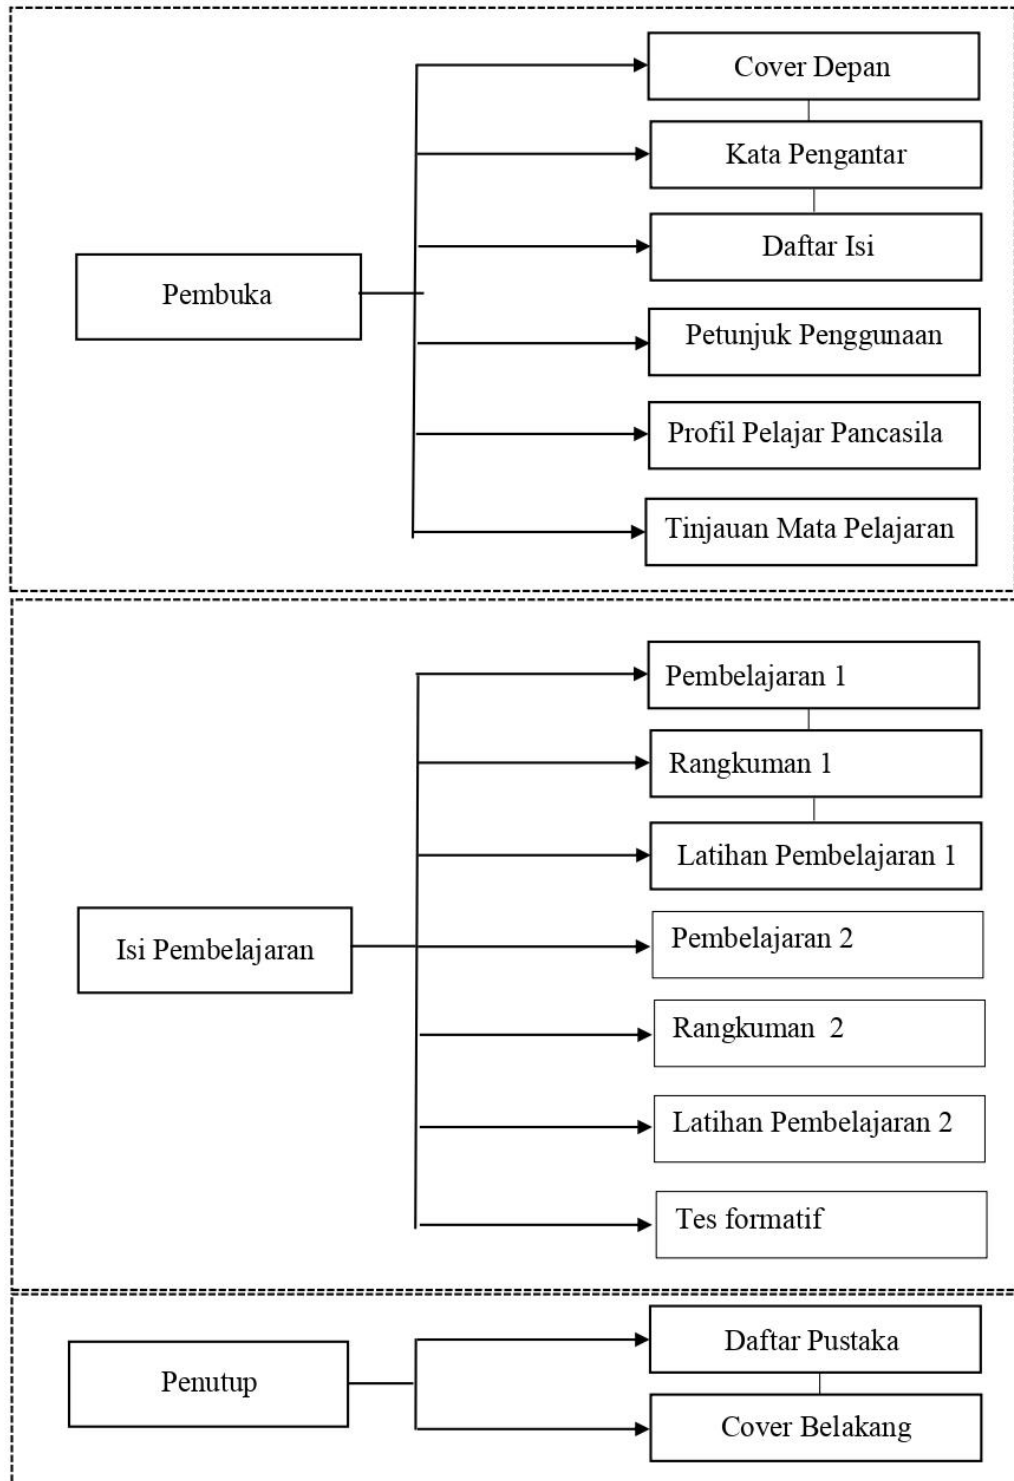 Cover Depan
Kata Pengantar
Daftar Isi
Pembuka
Petunjuk Penggunaan
Profil Pelajar Pancasila
Tinjauan Mata Pelajaran
Pembelajaran 1
Rangkuman 1
Latihan Pembelajaran 1
Isi Pembelajaran
Pembelajaran 2
Rangkuman 2
Latihan Pembelajaran 2
Tes formatif
Daftar Pustaka
Penutup
Cover Belakang